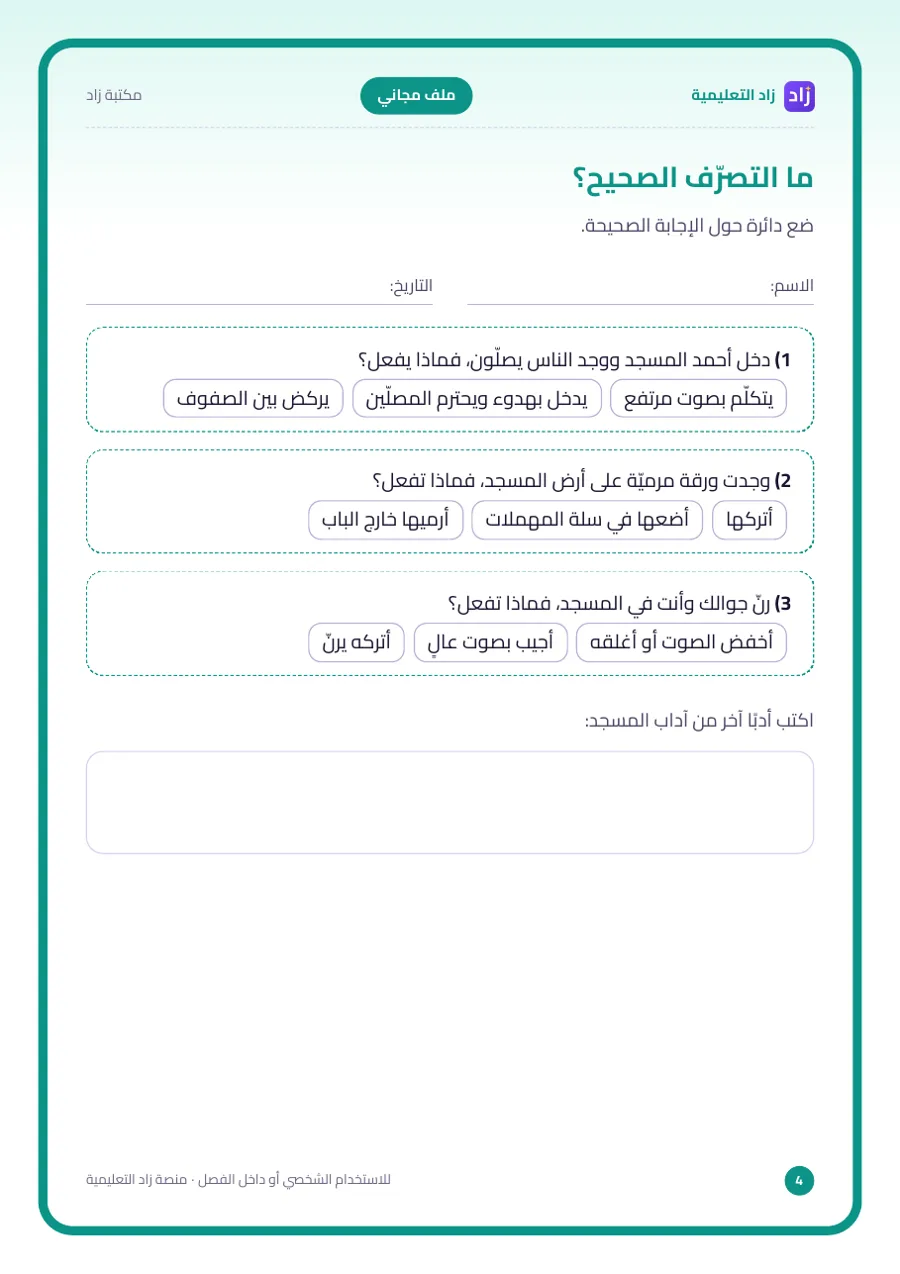 زاد زاد التعليمية
ملف مجاني
مكتبة زاد
ما التصرّف الصحيح؟
ضع دائرة حول الإجابة الصحيحة.
الاسم:
التاريخ:
1) دخل أحمد المسجد ووجد الناس يصلّون، فماذا يفعل؟
يتكلّم بصوت مرتفع
يدخل بهدوء ويحترم المصلّين
يركض بين الصفوف
2) وجدت ورقة مرميّة على أرض المسجد، فماذا تفعل؟
أتركها
أضعها في سلة المهملات
أرميها خارج الباب
3) رنّ جوالك وأنت في المسجد، فماذا تفعل؟
أخفض الصوت أو أغلقه
أجيب بصوت عالٍ
أتركه يرنّ
اكتب أدبًا آخر من آداب المسجد:
4
للاستخدام الشخصي أو داخل الفصل · منصة زاد التعليمية